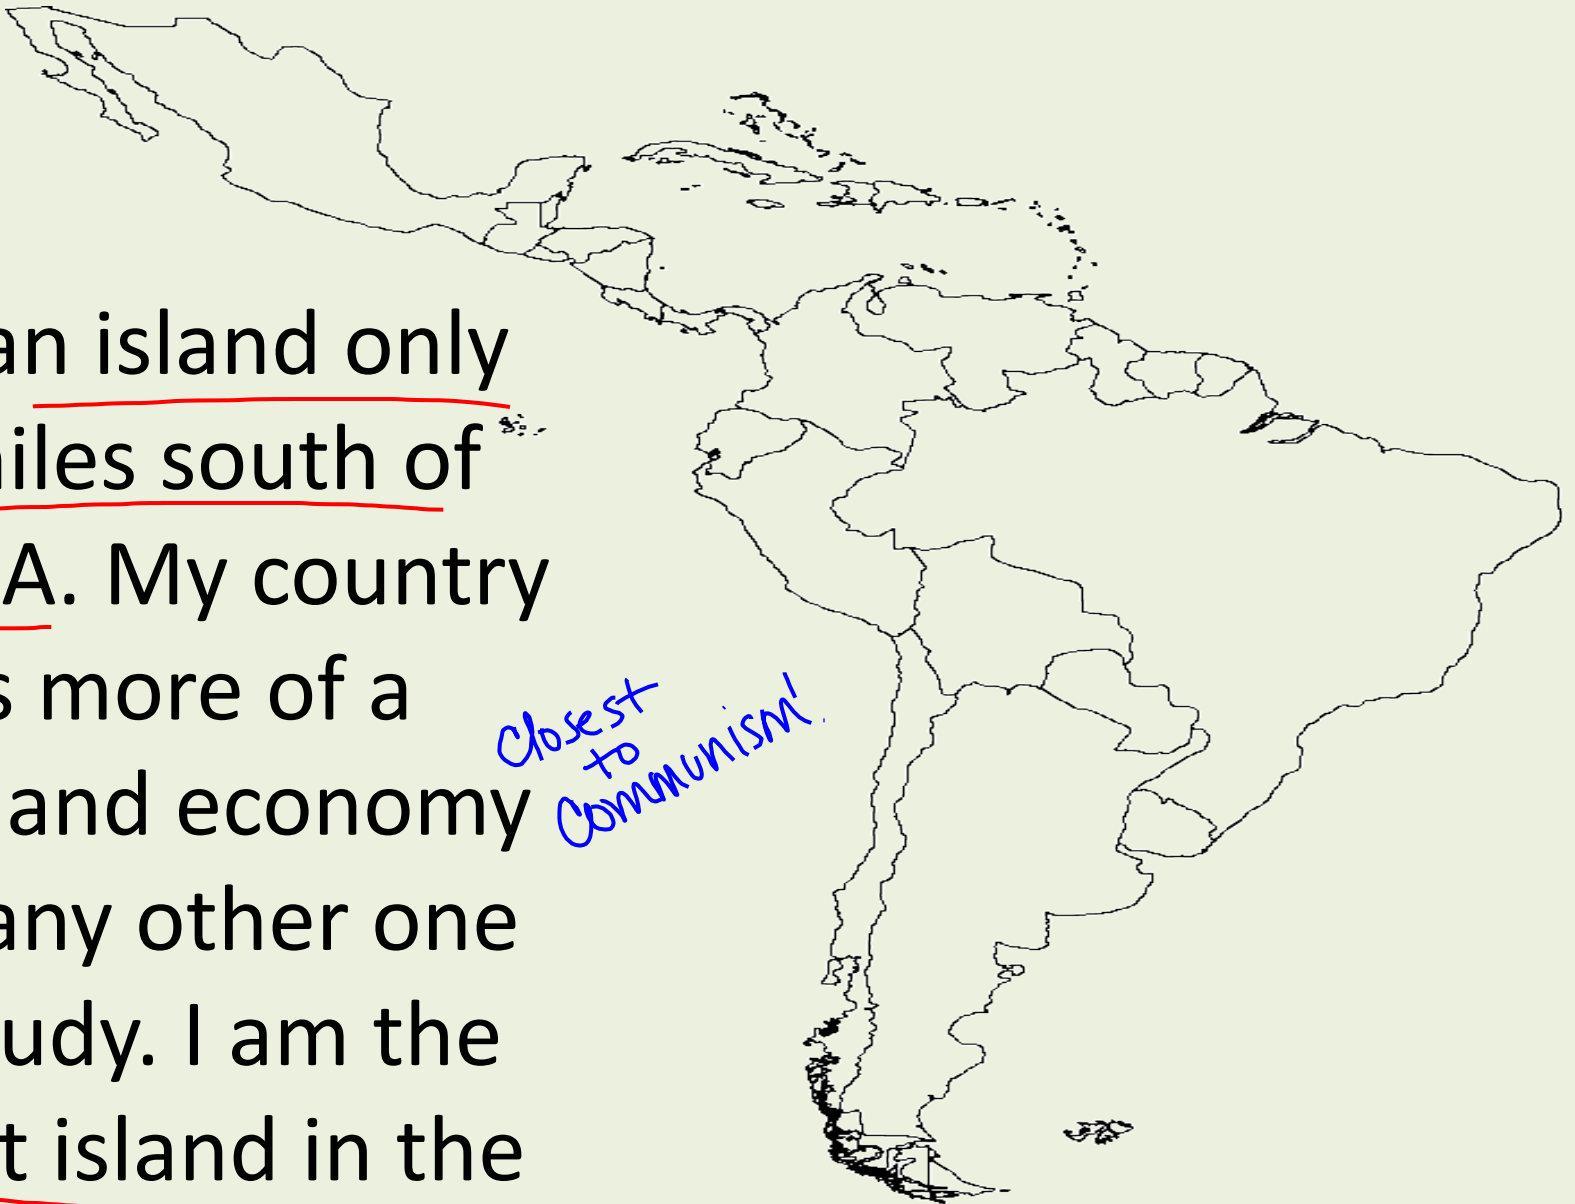 an island only
iles south of
A. My country
s more of a
and economy
any other one
udy. I am the
t island in the
closest
to
communism!